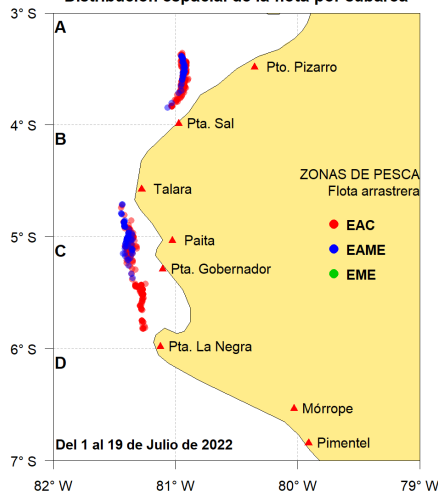 Distribución espacial de la flota por subárea
3° S
A
Pto. Pizarro
4° S
Pta. Sal
B
ZONAS DE PESCA
Talara
Flota arrastrera
EAC
5° S
Paita
C
EAME
Pta. Gobernador
EME
6° S
Pta. La Negra
D
Mórrope
Del 1 al 19 de Julio de 2022
Pimentel
7° S
82° W 81° W 80° W 79° W